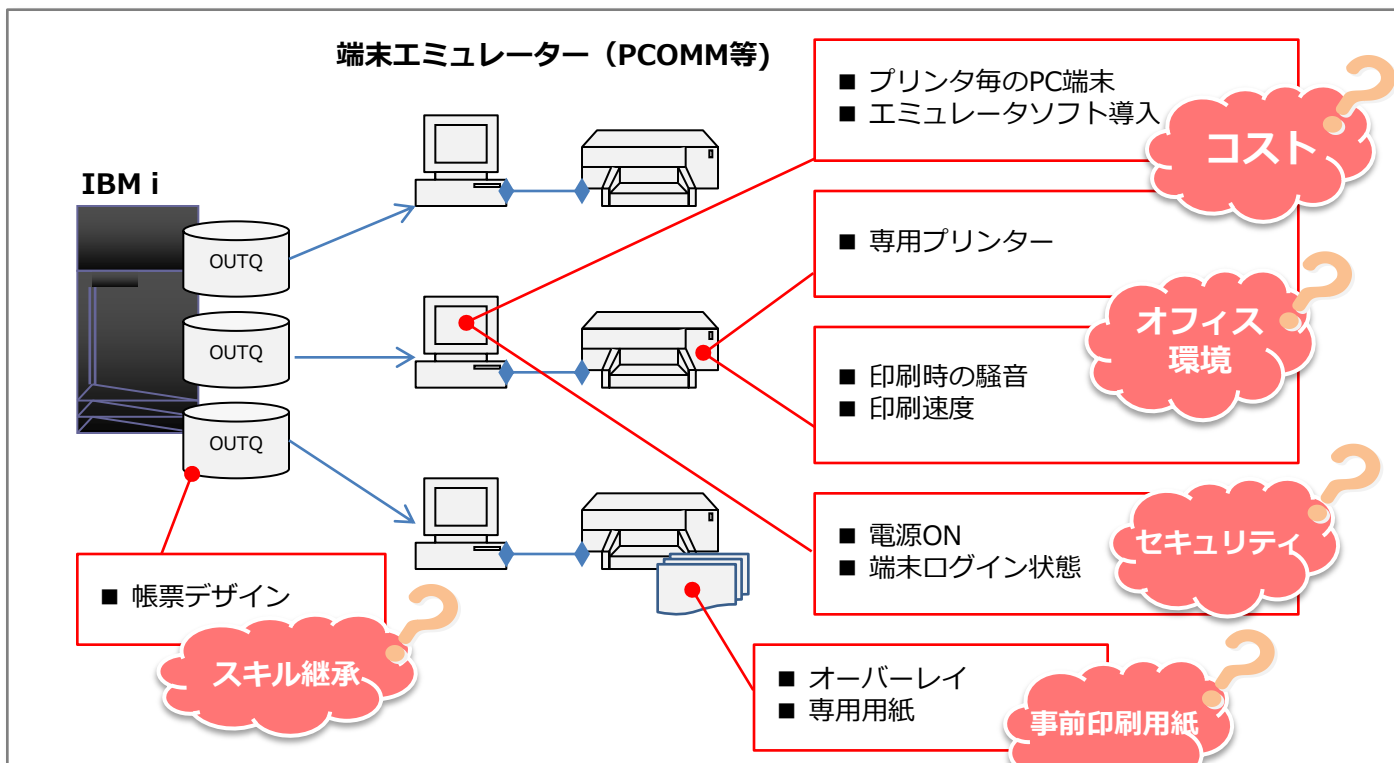 端末エミュレーター（PCOMM等)
IBM i
OUTQ
OUTQ
OUTQ
■ プリンタ毎のPC端末
■ エミュレータソフト導入
コスト
■ 専用プリンター
オフィス
環境
■ 印刷時の騒音
■ 印刷速度
■ 電源ON
■ 端末ログイン状態
セキュリティ
■ 帳票デザイン
スキル継承
■ オーバーレイ
■ 専用用紙
事前印刷用紙